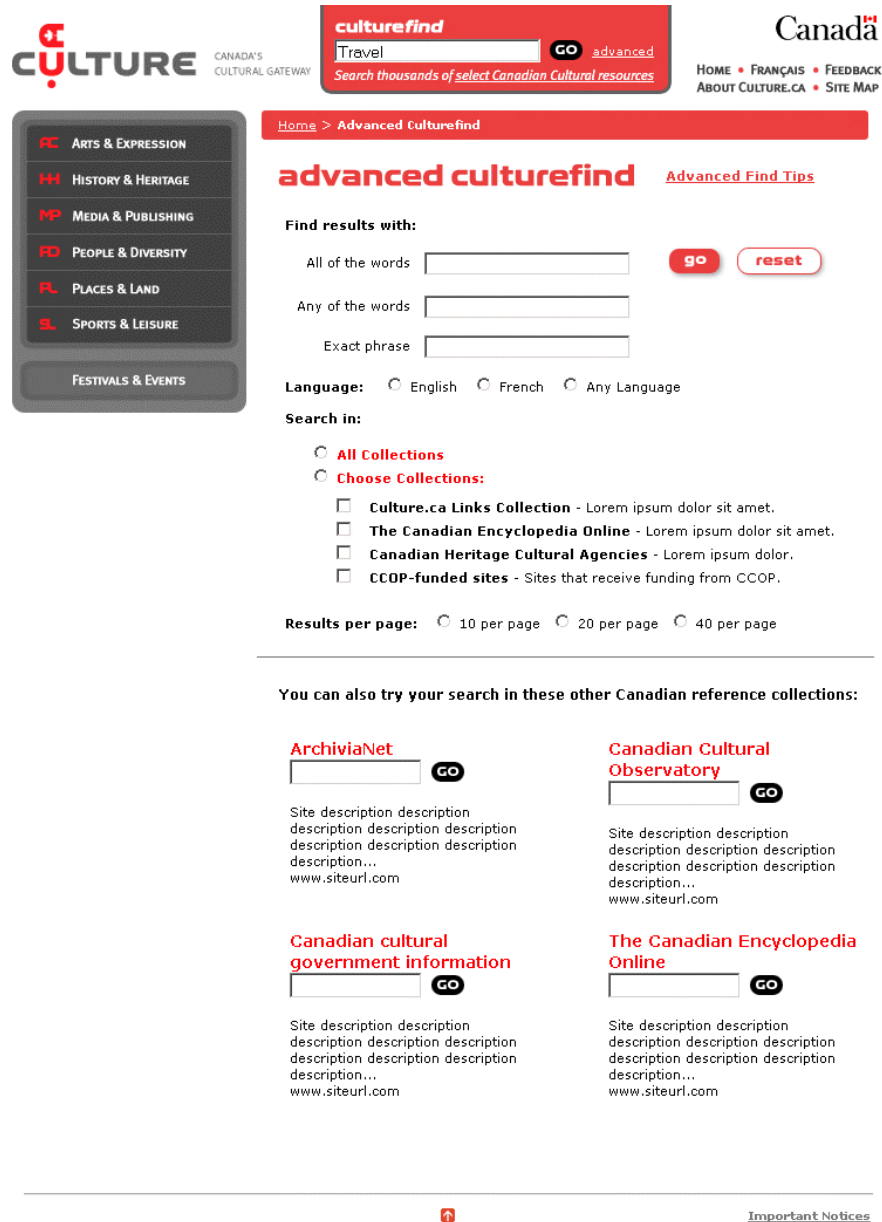 CULTURE
CANADA'S
CULTURAL GATEWAY
culturefind
Travel
GO
advanced
Search thousands of select Canadian Cultural resources
Canada
HOME • FRANÇAIS • FEEDBACK
ABOUT CULTURE.CA • SITE MAP
AC ARTS & EXPRESSION
HH HISTORY & HERITAGE
MP MEDIA & PUBLISHING
PD PEOPLE & DIVERSITY
PL PLACES & LAND
SL SPORTS & LEISURE
FESTIVALS & EVENTS
Home > Advanced Culturefind
advanced culturefind
Advanced Find Tips
Find results with:
All of the words
go
reset
Any of the words
Exact phrase
Language: English French Any Language
Search in:
All Collections
Choose Collections:
Culture.ca Links Collection - Lorem ipsum dolor sit amet.
The Canadian Encyclopedia Online - Lorem ipsum dolor sit amet.
Canadian Heritage Cultural Agencies - Lorem ipsum dolor.
CCOP-funded sites - Sites that receive funding from CCOP.
Results per page: 10 per page 20 per page 40 per page
You can also try your search in these other Canadian reference collections:
ArchiviaNet
GO
Site description description
description description description
description description description
description...
www.siteurl.com
Canadian Cultural
Observatory
GO
Site description description
description description description
description description description
description...
www.siteurl.com
Canadian cultural
government information
GO
Site description description
description description description
description description description
description...
www.siteurl.com
The Canadian Encyclopedia
Online
GO
Site description description
description description description
description description description
description...
www.siteurl.com
Important Notices